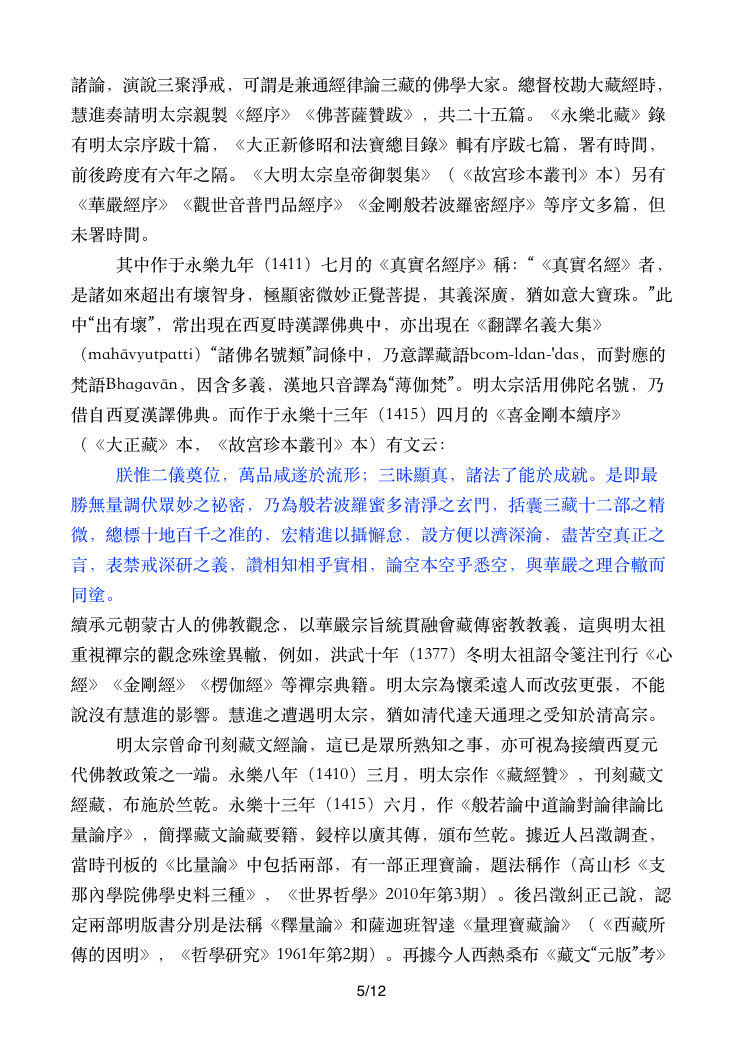 諸論，演說三聚淨戒，可謂是兼通經律論三藏的佛學大家。總督校勘大藏經時，
慧進奏請明太宗親製《經序》《佛菩薩贊跋》，共二十五篇。《永樂北藏》錄
有明太宗序跋十篇，《大正新修昭和法寶總目錄》輯有序跋七篇，署有時間，
前後跨度有六年之隔。《大明太宗皇帝御製集》（《故宮珍本叢刊》本）另有
《華嚴經序》《觀世音普門品經序》《金剛般若波羅密經序》等序文多篇，但
未署時間。
其中作于永樂九年（1411）七月的《真實名經序》稱：“《真實名經》者，
是諸如來超出有壞智身，極顯密微妙正覺菩提，其義深廣，猶如意大寶珠。”此
中“出有壞”，常出現在西夏時漢譯佛典中，亦出現在《翻譯名義大集》
（mahāvyutpatti）“諸佛名號類”詞條中，乃意譯藏語bcom-ldan-'das，而對應的
梵語Bhagavān，因含多義，漢地只音譯為“薄伽梵”。明太宗活用佛陀名號，乃
借自西夏漢譯佛典。而作于永樂十三年（1415）四月的《喜金剛本續序》
（《大正藏》本，《故宮珍本叢刊》本）有文云：
朕惟二儀奠位，萬品咸遂於流形；三昧顯真，諸法了能於成就。是即最
勝無量調伏眾妙之祕密，乃為般若波羅蜜多清淨之玄門，括囊三藏十二部之精
微，總標十地百千之准的，宏精進以攝懈怠，設方便以濟深淪，盡苦空真正之
言，表禁戒深研之義，讚相知相乎實相，論空本空乎悉空，與華嚴之理合轍而
同塗。
續承元朝蒙古人的佛教觀念，以華嚴宗旨統貫融會藏傳密教教義，這與明太祖
重視禪宗的觀念殊塗異轍，例如，洪武十年（1377）冬明太祖詔令箋注刊行《心
經》《金剛經》《楞伽經》等禪宗典籍。明太宗為懷柔遠人而改弦更張，不能
說沒有慧進的影響。慧進之遭遇明太宗，猶如清代達天通理之受知於清高宗。
明太宗曾命刊刻藏文經論，這已是眾所熟知之事，亦可視為接續西夏元
代佛教政策之一端。永樂八年（1410）三月，明太宗作《藏經贊》，刊刻藏文
經藏，布施於竺乾。永樂十三年（1415）六月，作《般若論中道論對論律論比
量論序》，簡擇藏文論藏要籍，鋟梓以廣其傳，頒布竺乾。據近人呂澂調查，
當時刊板的《比量論》中包括兩部，有一部正理寶論，題法稱作（高山杉《支
那內學院佛學史料三種》，《世界哲學》2010年第3期）。後呂澂糾正己說，認
定兩部明版書分別是法稱《釋量論》和薩迦班智達《量理寶藏論》（《西藏所
傳的因明》，《哲學研究》1961年第2期）。再據今人西熱桑布《藏文“元版”考》
5/12